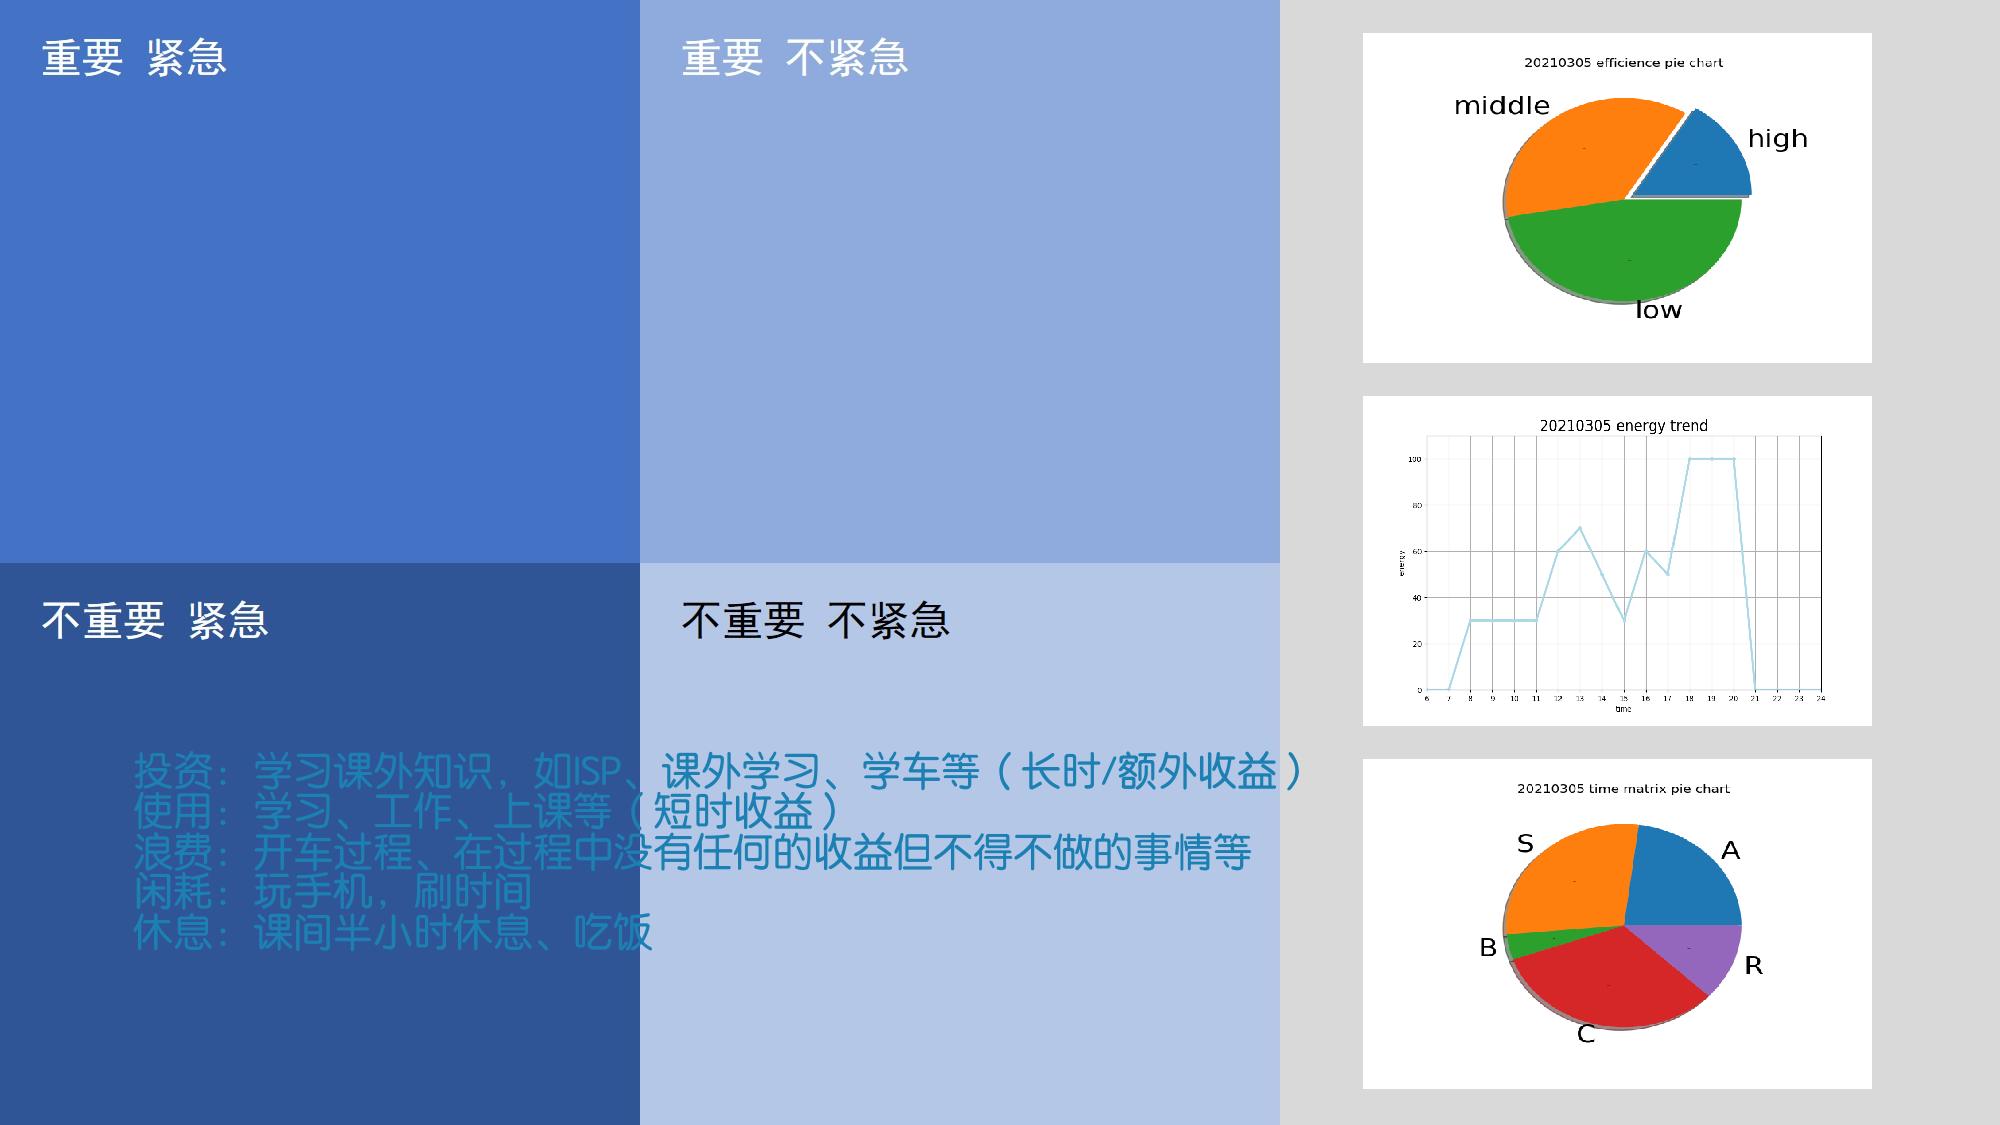 重要 紧急
重要 不紧急
不重要 紧急
不重要 不紧急
投资：学习课外知识，如ISP、课外学习、学车等（长时/额外收益）
使用：学习、工作、上课等（短时收益）
浪费：开车过程、在过程中没有任何的收益但不得不做的事情等
闲耗：玩手机，刷时间
休息：课间半小时休息、吃饭
20210305 efficience pie chart
middle
high
low
20210305 energy trend
100
80
60
40
20
0
energy
6 7 8 9 10 11 12 13 14 15 16 17 18 19 20 21 22 23 24
time
20210305 time matrix pie chart
S
A
B
R
C